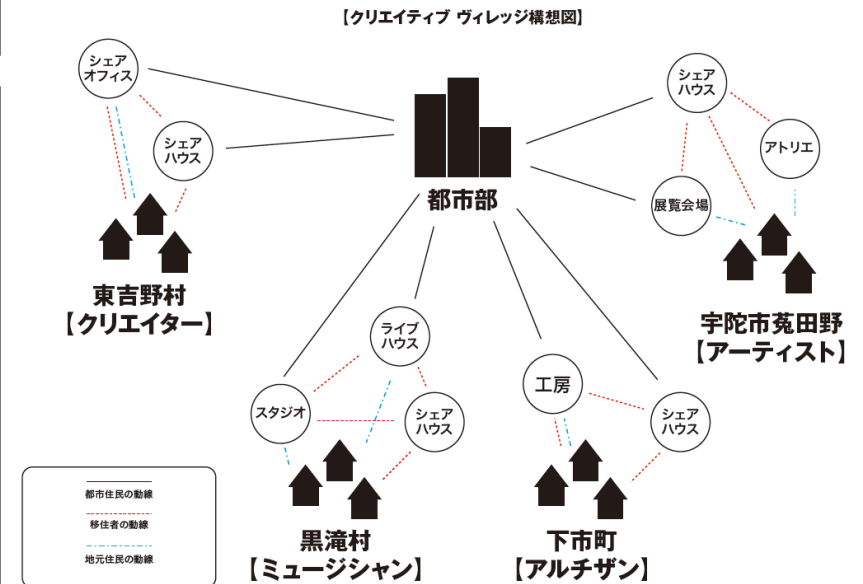 【クリエイティブ ヴィレッジ構想図】
シェア
オフィス
シェア
ハウス
東吉野村
【クリエイター】
都市部
シェア
ハウス
アトリエ
展覧会場
宇陀市菟田野
【アーティスト】
ライブ
ハウス
スタジオ
シェア
ハウス
黒滝村
【ミュージシャン】
工房
シェア
ハウス
下市町
【アルチザン】
都市住民の動線
移住者の動線
地元住民の動線